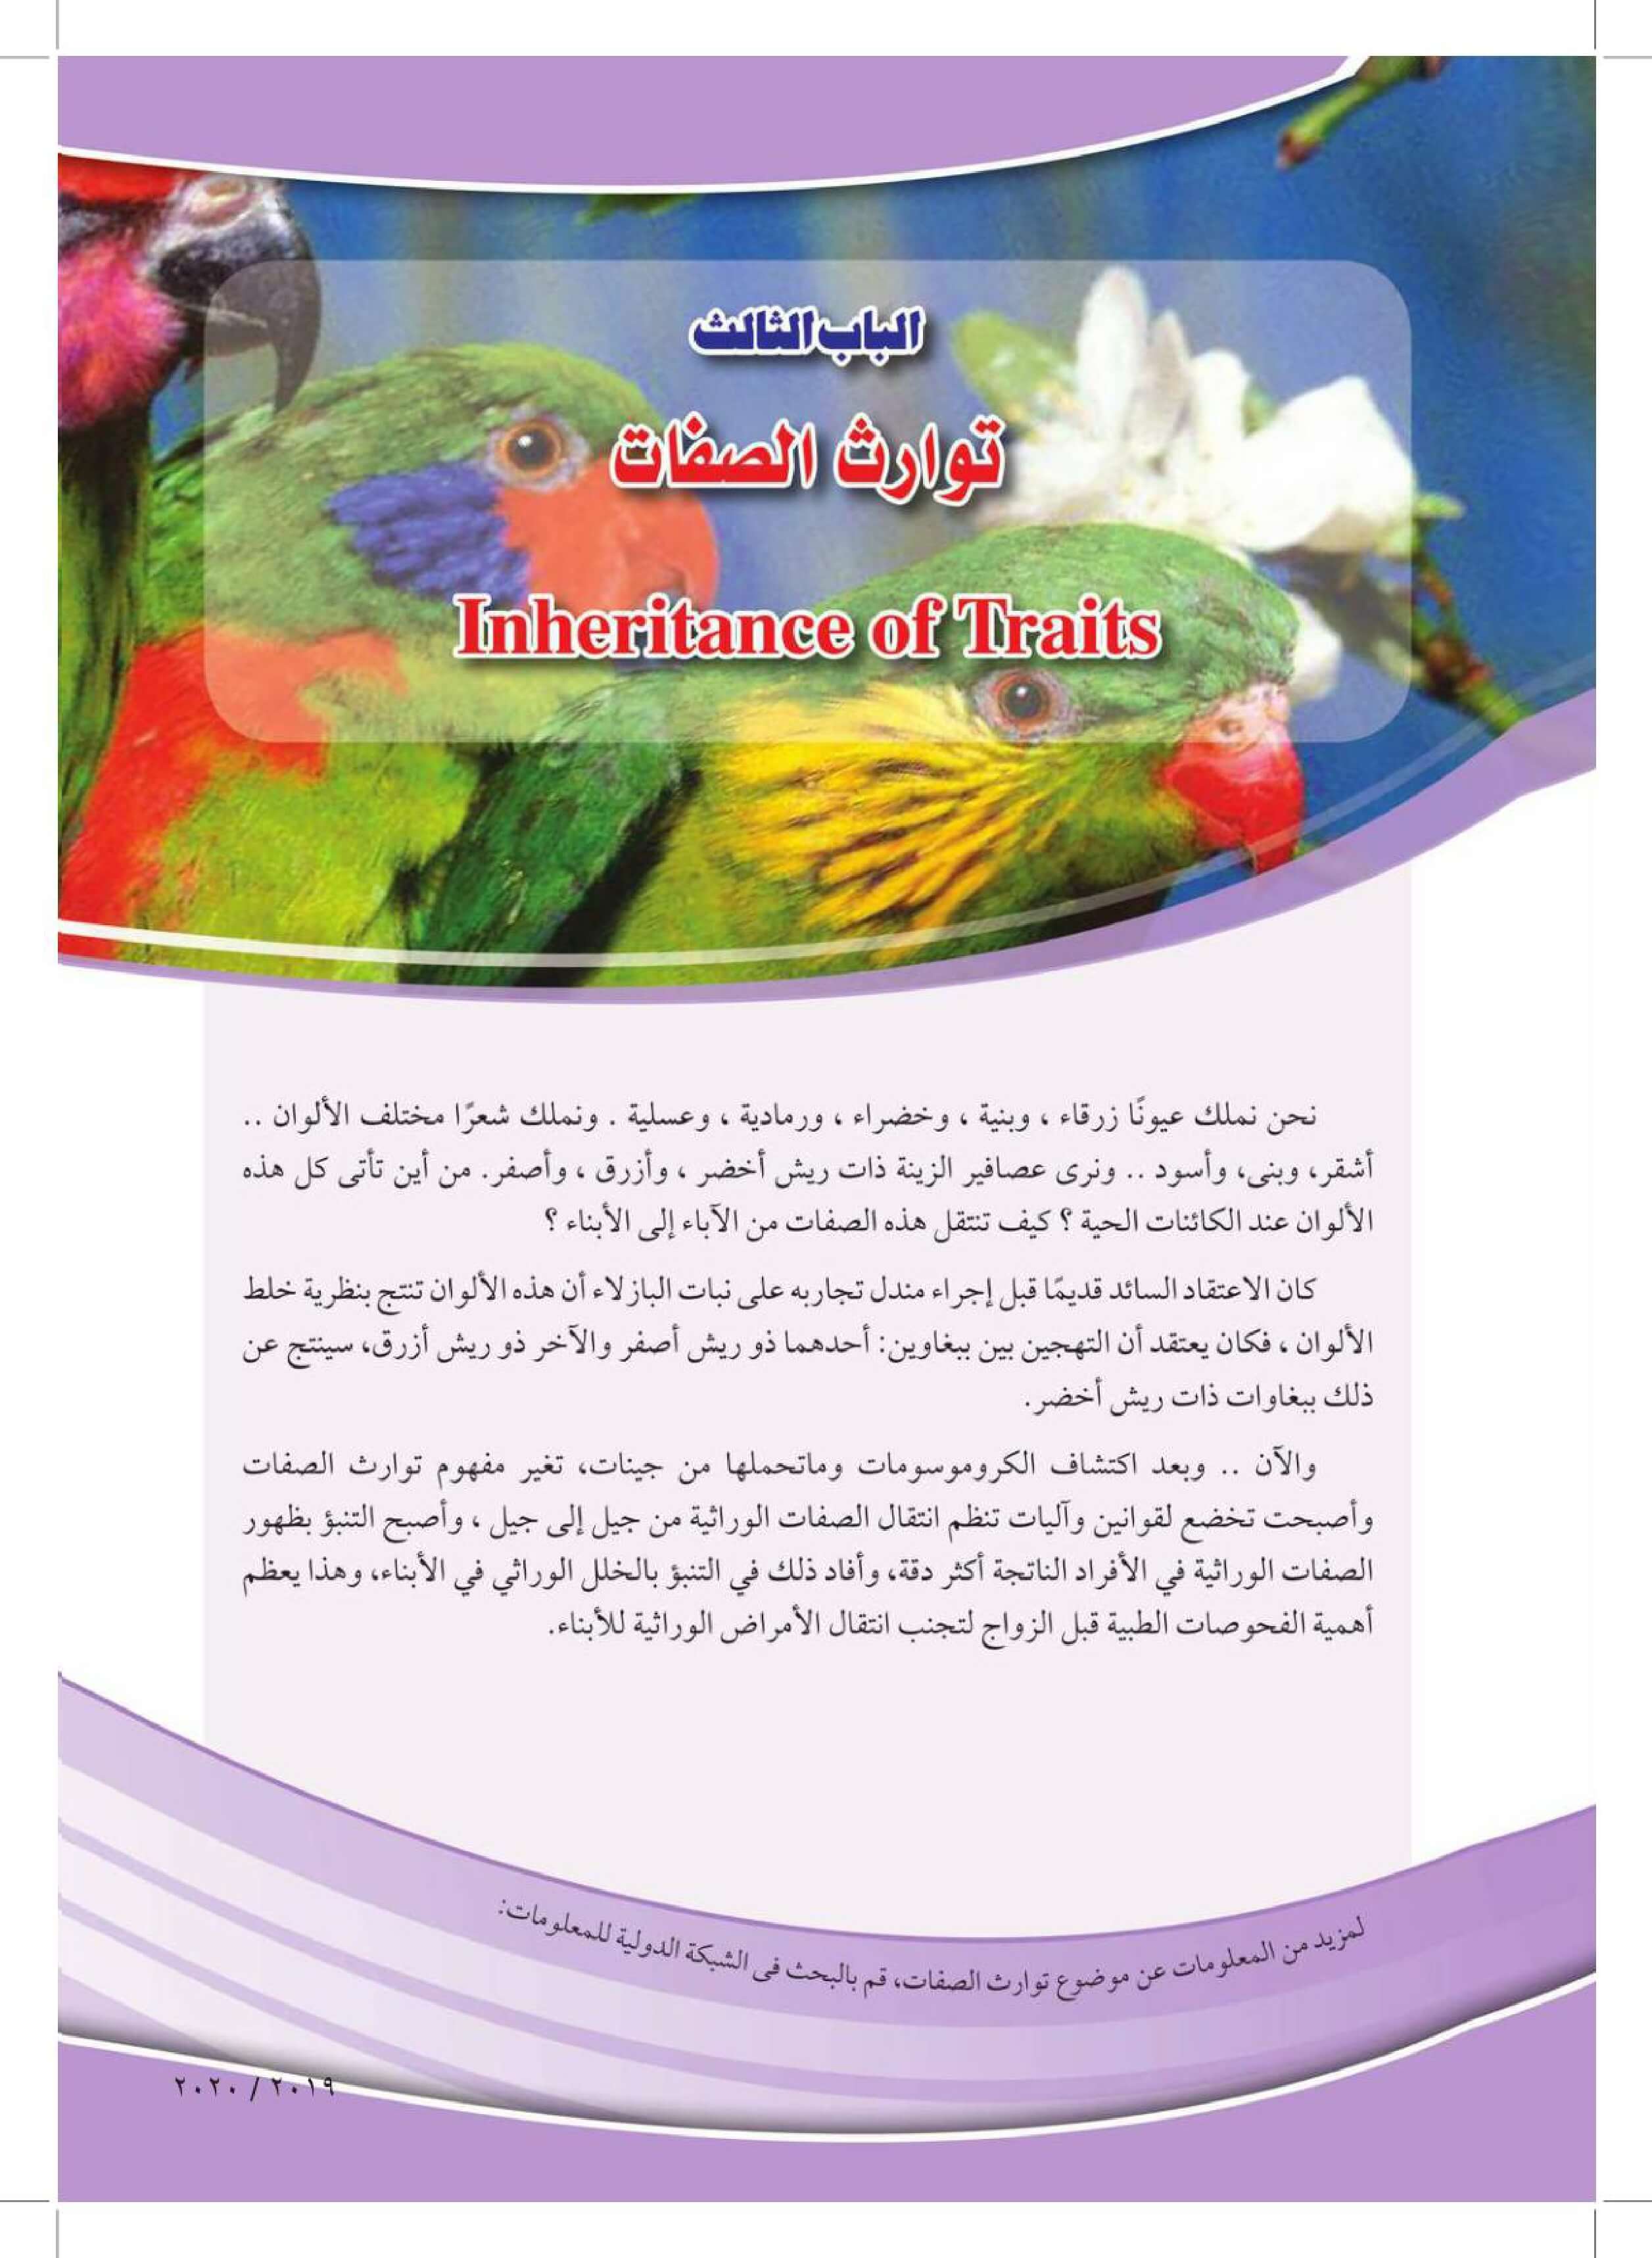 الباب الثالث
توارث الصفات
Inheritance of Traits
نحن نملك عيونًا زرقاء ، وبنية ، وخضراء ، ورمادية ، وعسلية . ونملك شعرًا مختلف الألوان ..
أشقر، وبنى، وأسود .. ونرى عصافير الزينة ذات ريش أخضر ، وأزرق ، وأصفر. من أين تأتى كل هذه
الألوان عند الكائنات الحية ؟ كيف تنتقل هذه الصفات من الآباء إلى الأبناء ؟
كان الاعتقاد السائد قديمًا قبل إجراء مندل تجاربه على نبات البازلاء أن هذه الألوان تنتج بنظرية خلط
الألوان ، فكان يعتقد أن التهجين بين ببغاوين: أحدهما ذو ريش أصفر والآخر ذو ريش أزرق، سينتج عن
ذلك ببغاوات ذات ريش أخضر.
والآن .. وبعد اكتشاف الكروموسومات وماتحملها من جينات، تغير مفهوم توارث الصفات
وأصبحت تخضع لقوانين وآليات تنظم انتقال الصفات الوراثية من جيل إلى جيل ، وأصبح التنبؤ بظهور
الصفات الوراثية في الأفراد الناتجة أكثر دقة، وأفاد ذلك في التنبؤ بالخلل الوراثي في الأبناء، وهذا يعظم
أهمية الفحوصات الطبية قبل الزواج لتجنب انتقال الأمراض الوراثية للأبناء.
لمزيد من المعلومات عن موضوع توارث الصفات، قم بالبحث فى الشبكة الدولية للمعلومات:
٢٠١٩ / ٢٠٢٠